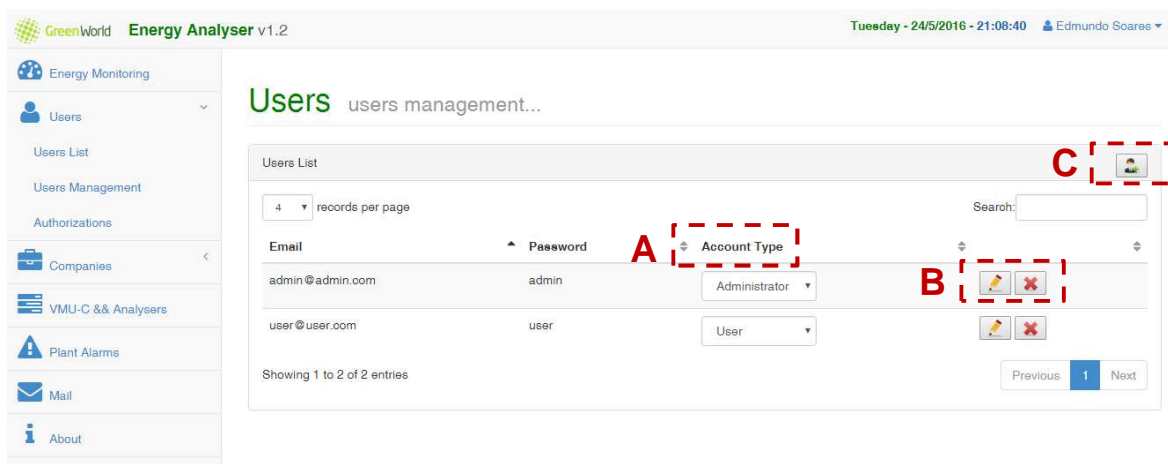 GreenWorld Energy Analyser v1.2 Tuesday - 24/5/2016 - 21:08:40 Edmundo Soares
Energy Monitoring
Users
Users List
Users Management
Authorizations
Companies
VMU-C && Analysers
Plant Alarms
Mail
About
Users users management...
Users List C
4 records per page Search:
Email Password A Account Type
admin@admin.com admin Administrator B
user@user.com user User
Showing 1 to 2 of 2 entries Previous 1 Next